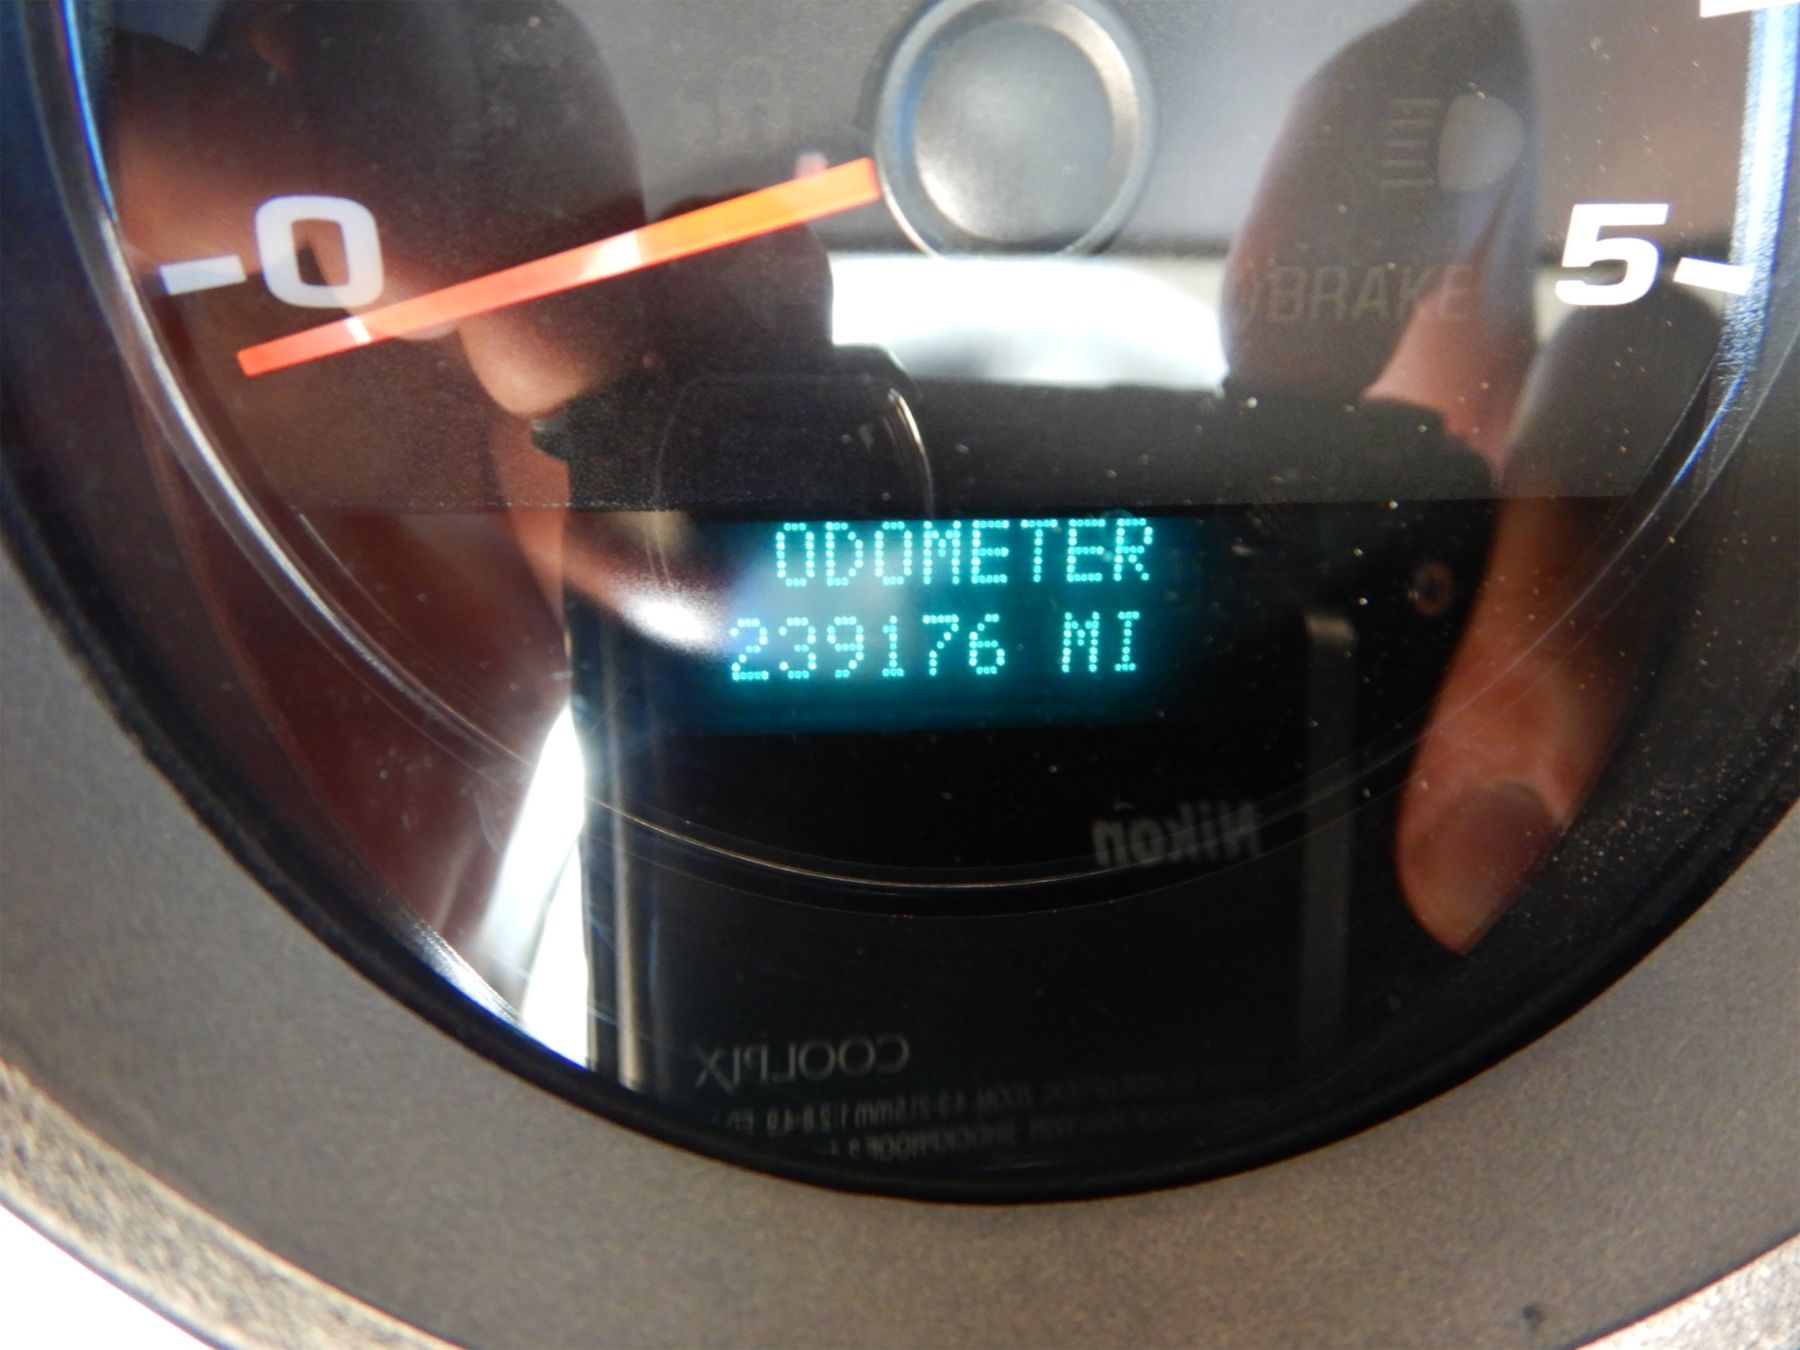 0
5
BRAKE
ODOMETER
239176 MI
Nikon
COOLPIX